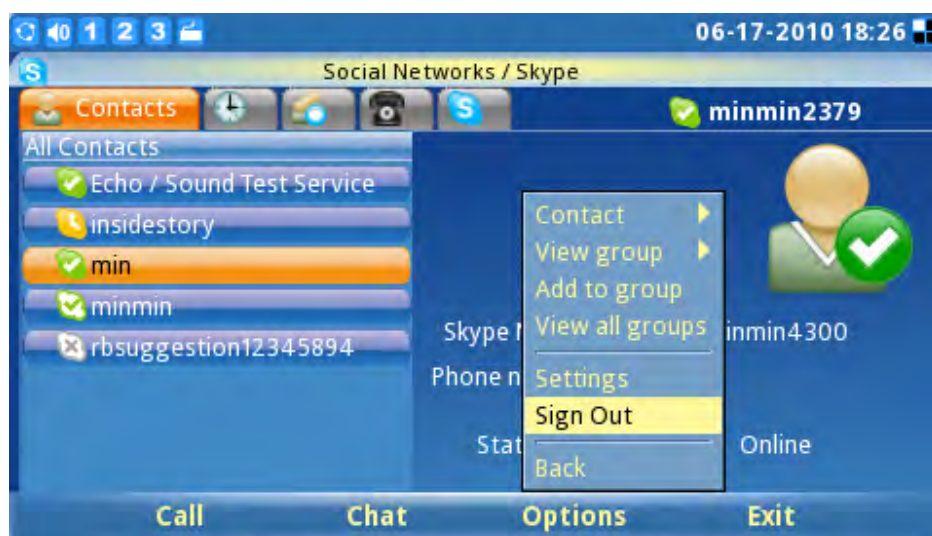 1 2 3 06-17-2010 18:26
S Social Networks / Skype
Contacts S minmin2379
All Contacts
Echo / Sound Test Service
insidestory
min
minmin
rbsuggestion12345894
Contact
View group
Add to group
View all groups
Settings
Sign Out
Back
Skype inmin4300
Phone
Online
Call Chat Options Exit